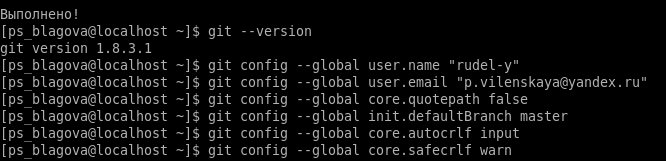 Выполнено!
[ps_blagova@localhost ~]$ git --version
git version 1.8.3.1
[ps_blagova@localhost ~]$ git config --global user.name "rudel-y"
[ps_blagova@localhost ~]$ git config --global user.email "p.vilenskaya@yandex.ru"
[ps_blagova@localhost ~]$ git config --global core.quotepath false
[ps_blagova@localhost ~]$ git config --global init.defaultBranch master
[ps_blagova@localhost ~]$ git config --global core.autocrlf input
[ps_blagova@localhost ~]$ git config --global core.safecrlf warn